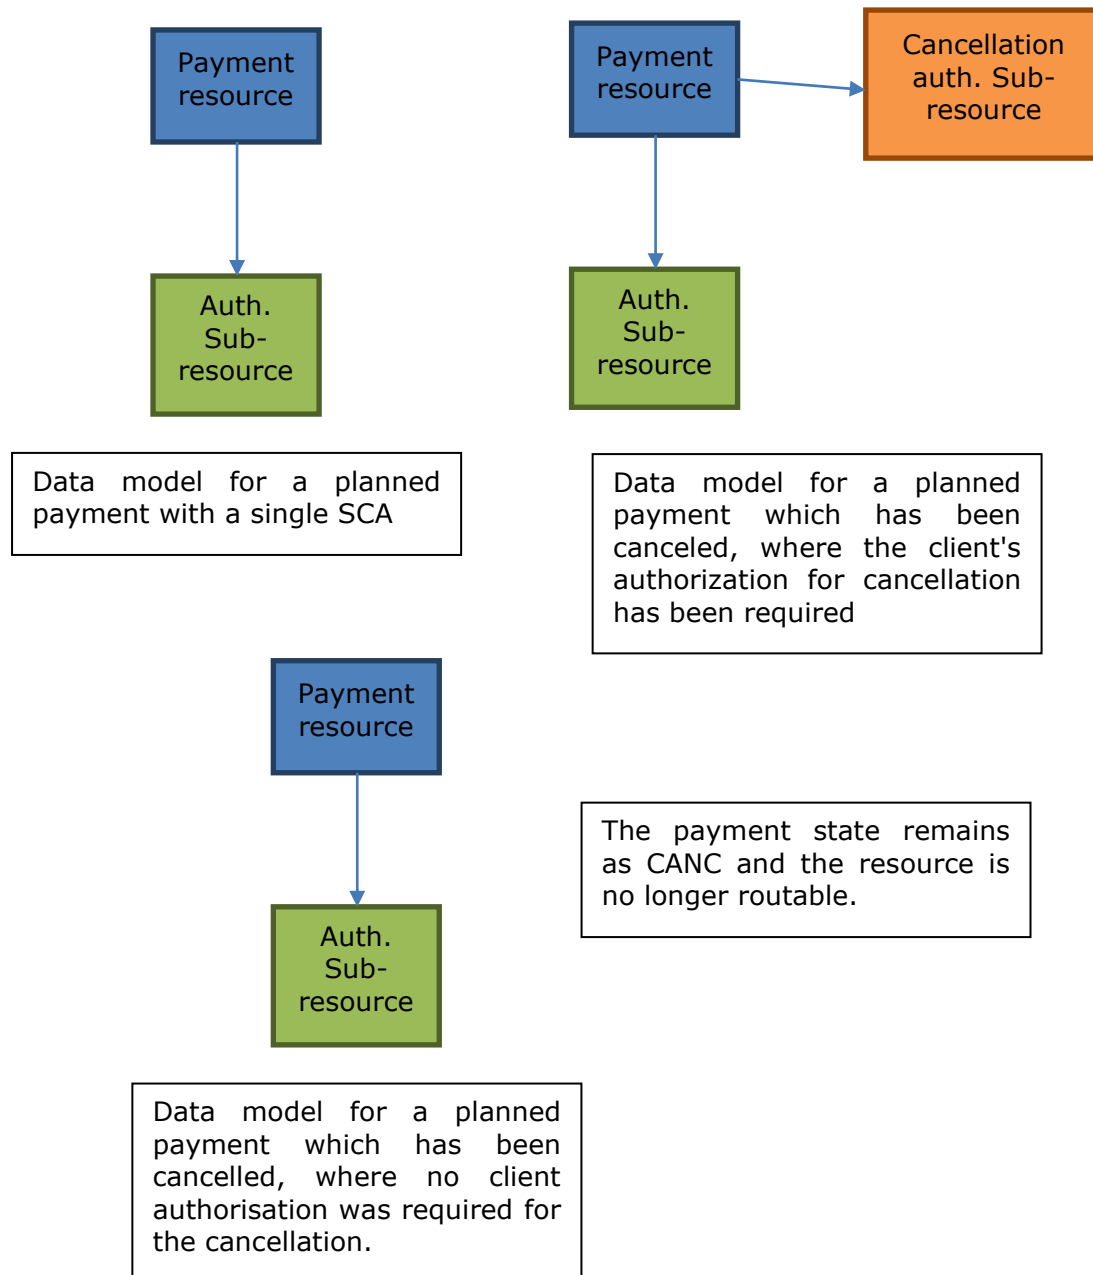 Payment
resource
Auth.
Sub-
resource
Data model for a planned
payment with a single SCA
Payment
resource
Cancellation
auth. Sub-
resource
Auth.
Sub-
resource
Data model for a planned
payment which has been
canceled, where the client's
authorization for cancellation
has been required
Payment
resource
Auth.
Sub-
resource
The payment state remains
as CANC and the resource is
no longer routable.
Data model for a planned
payment which has been
cancelled, where no client
authorisation was required for
the cancellation.